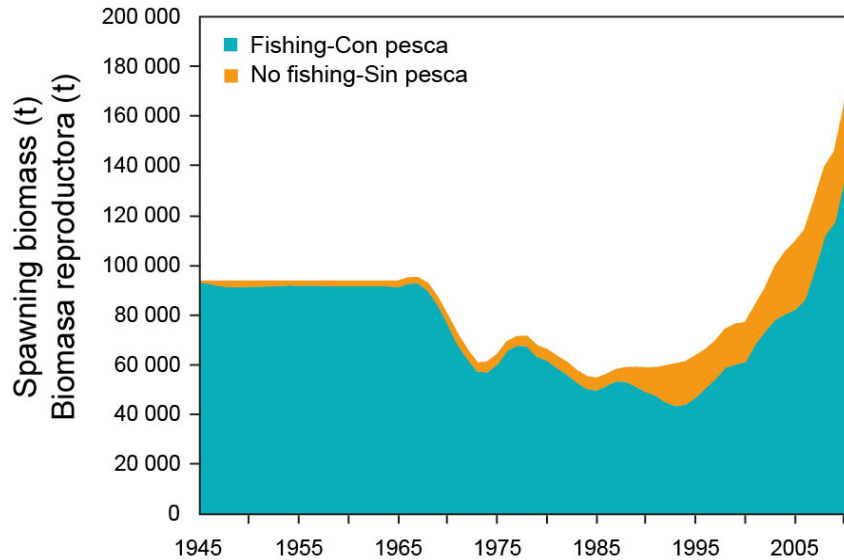 200 000
180 000
160 000
140 000
120 000
100 000
80 000
60 000
40 000
20 000
0
Spawning biomass (t)
Biomasa reproductora (t)
Fishing-Con pesca
No fishing-Sin pesca
1945 1955 1965 1975 1985 1995 2005